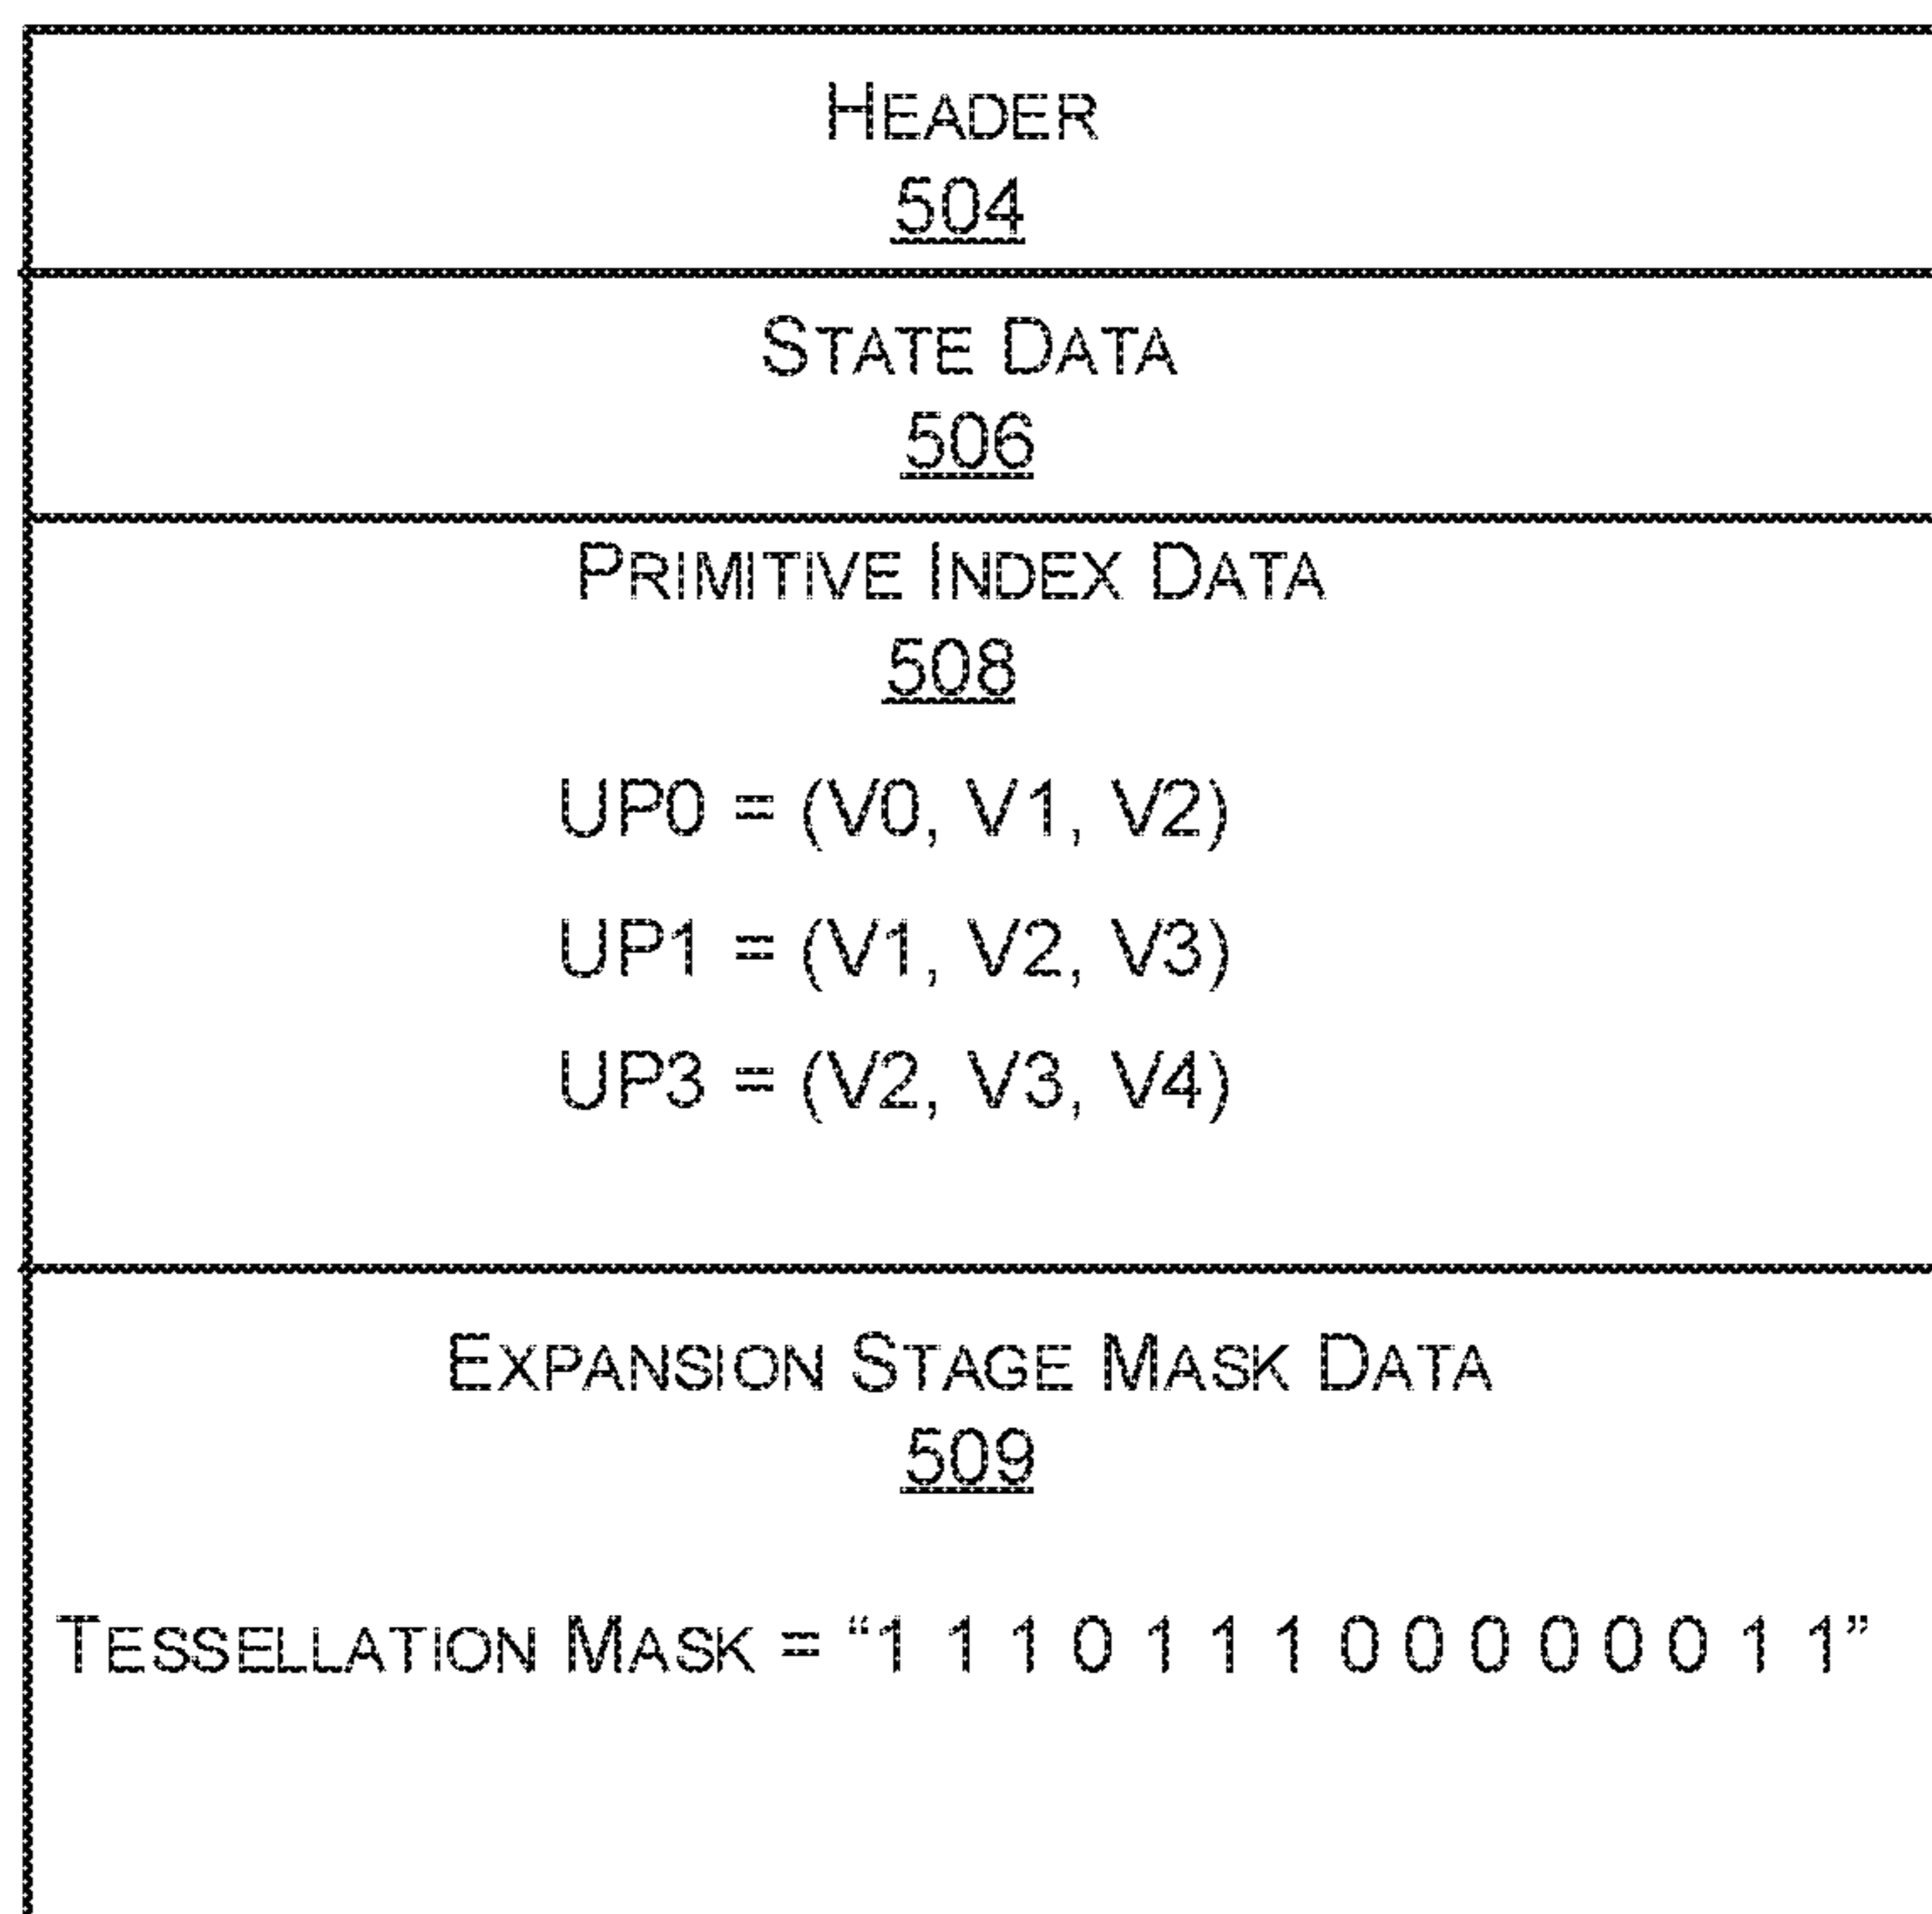 HEADER
504
STATE DATA
506
PRIMITIVE INDEX DATA
508
UP0 = (V0, V1, V2)
UP1 = (V1, V2, V3)
UP3 = (V2, V3, V4)
EXPANSION STAGE MASK DATA
509
TESSELLATION MASK = “1 1 1 0 1 1 1 0 0 0 0 0 0 1 1”